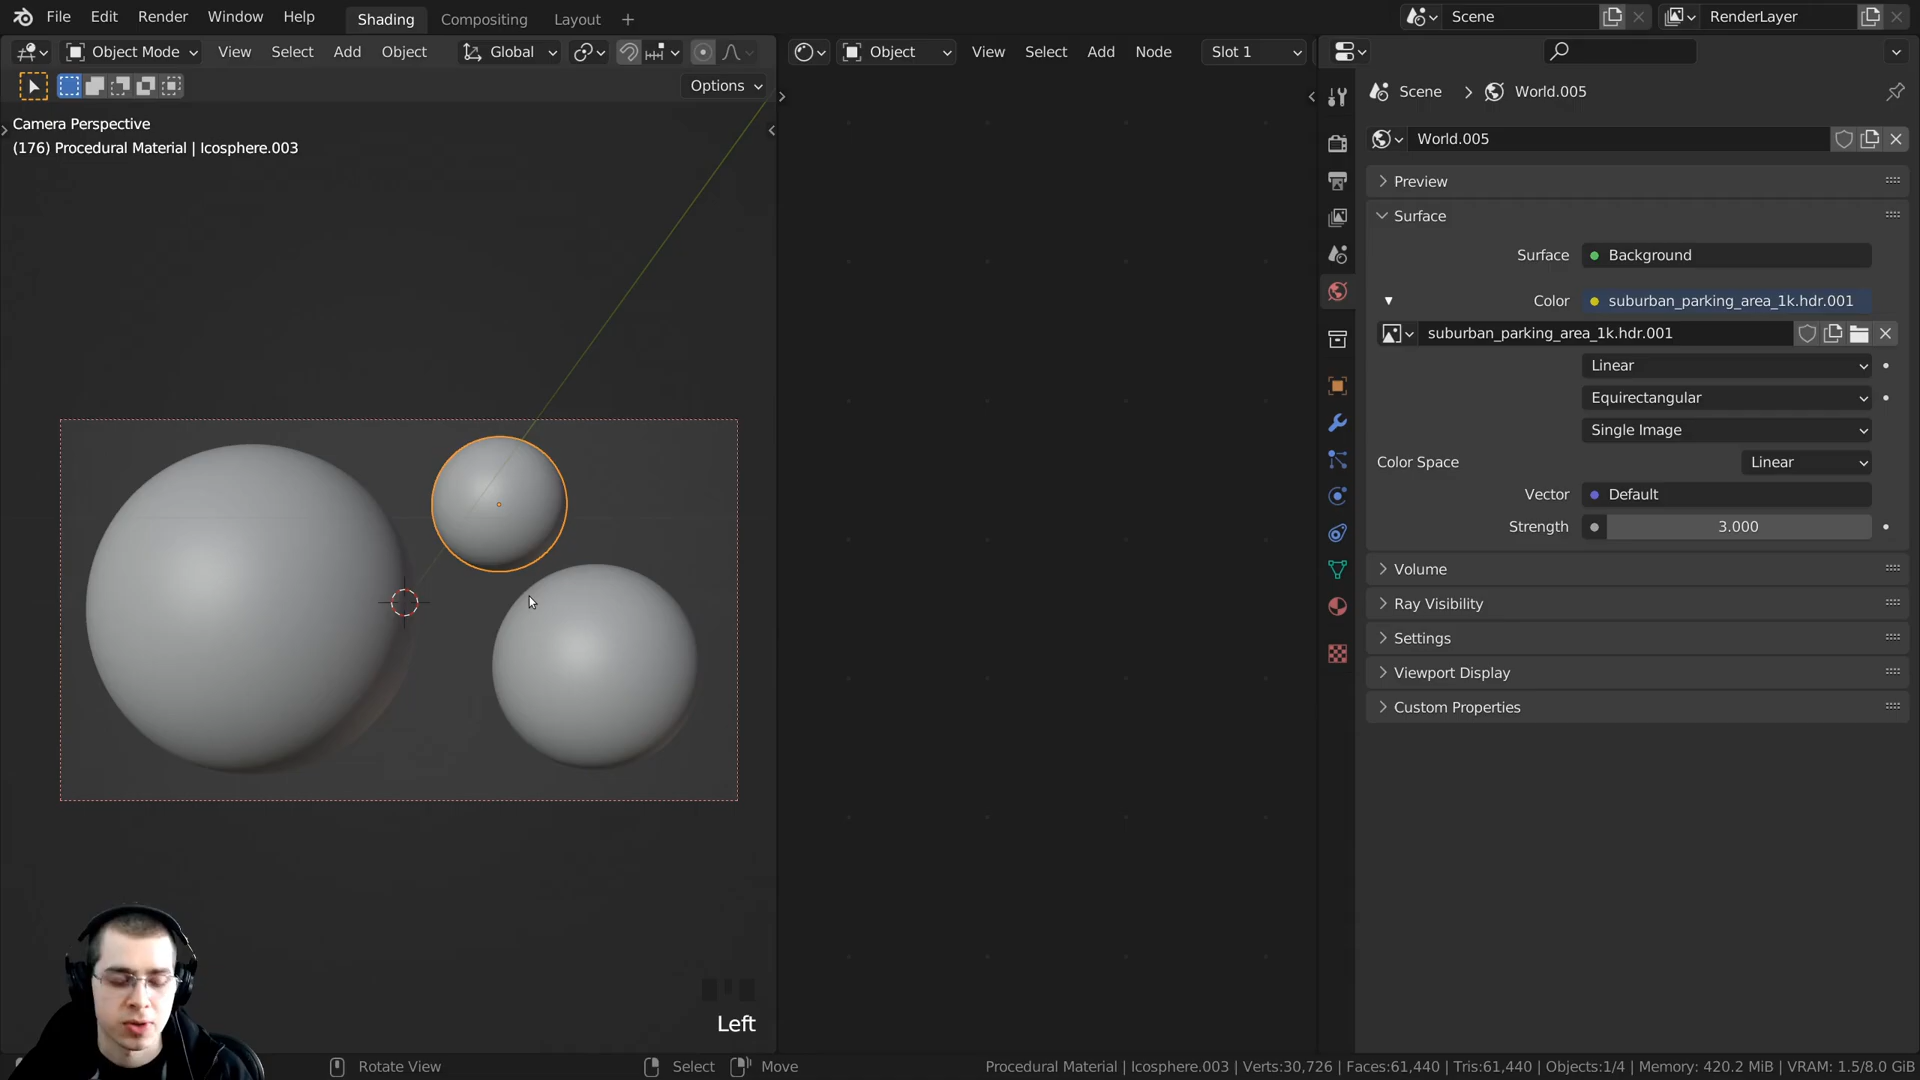 File Edit Render Window Help Shading Compositing Layout + Scene RenderLayer
Object Mode View Select Add Object Global Object View Select Add Node Slot 1
Options
Camera Perspective
(176) Procedural Material | Icosphere.003
Scene > World.005
World.005
Preview
Surface
Surface Background
Color suburban_parking_area_1k.hdr.001
suburban_parking_area_1k.hdr.001
Linear
Equirectangular
Single Image
Color Space Linear
Vector Default
Strength 3.000
Volume
Ray Visibility
Settings
Viewport Display
Custom Properties
Left
Rotate View Select Move Procedural Material | Icosphere.003 | Verts:30,726 | Faces:61,440 | Tris:61,440 | Objects:1/4 | Memory: 420.2 MiB | VRAM: 1.5/8.0 GiB